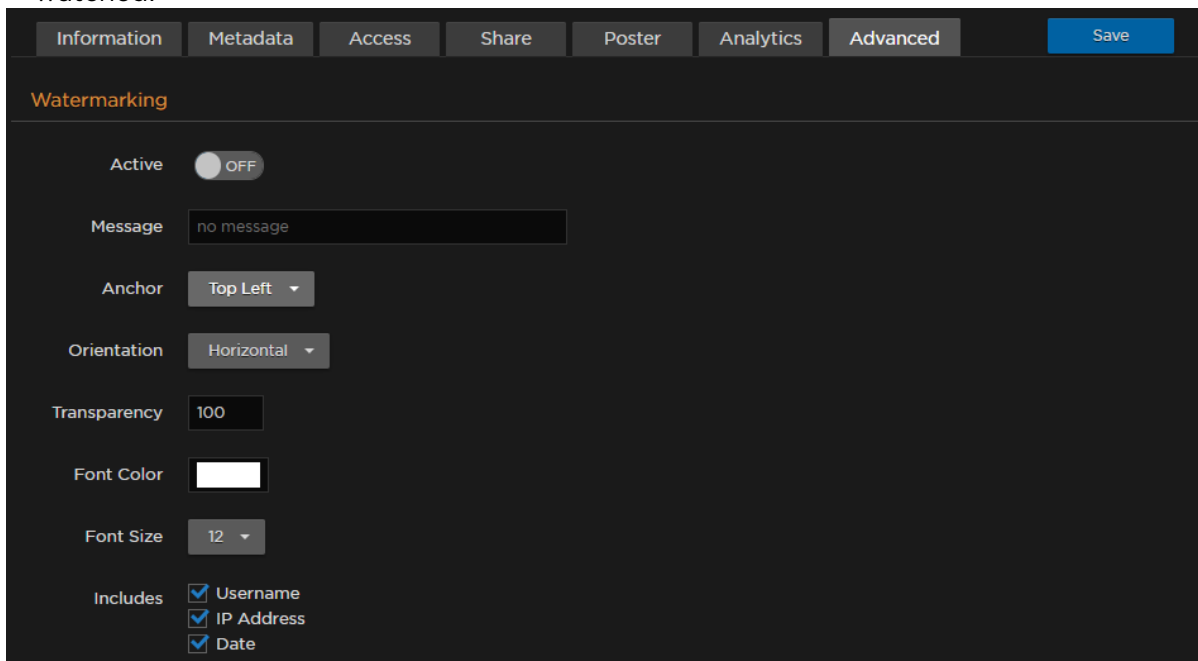 watched.
Information Metadata Access Share Poster Analytics Advanced Save
Watermarking
Active OFF
Message no message
Anchor Top Left
Orientation Horizontal
Transparency 100
Font Color
Font Size 12
Includes Username
IP Address
Date